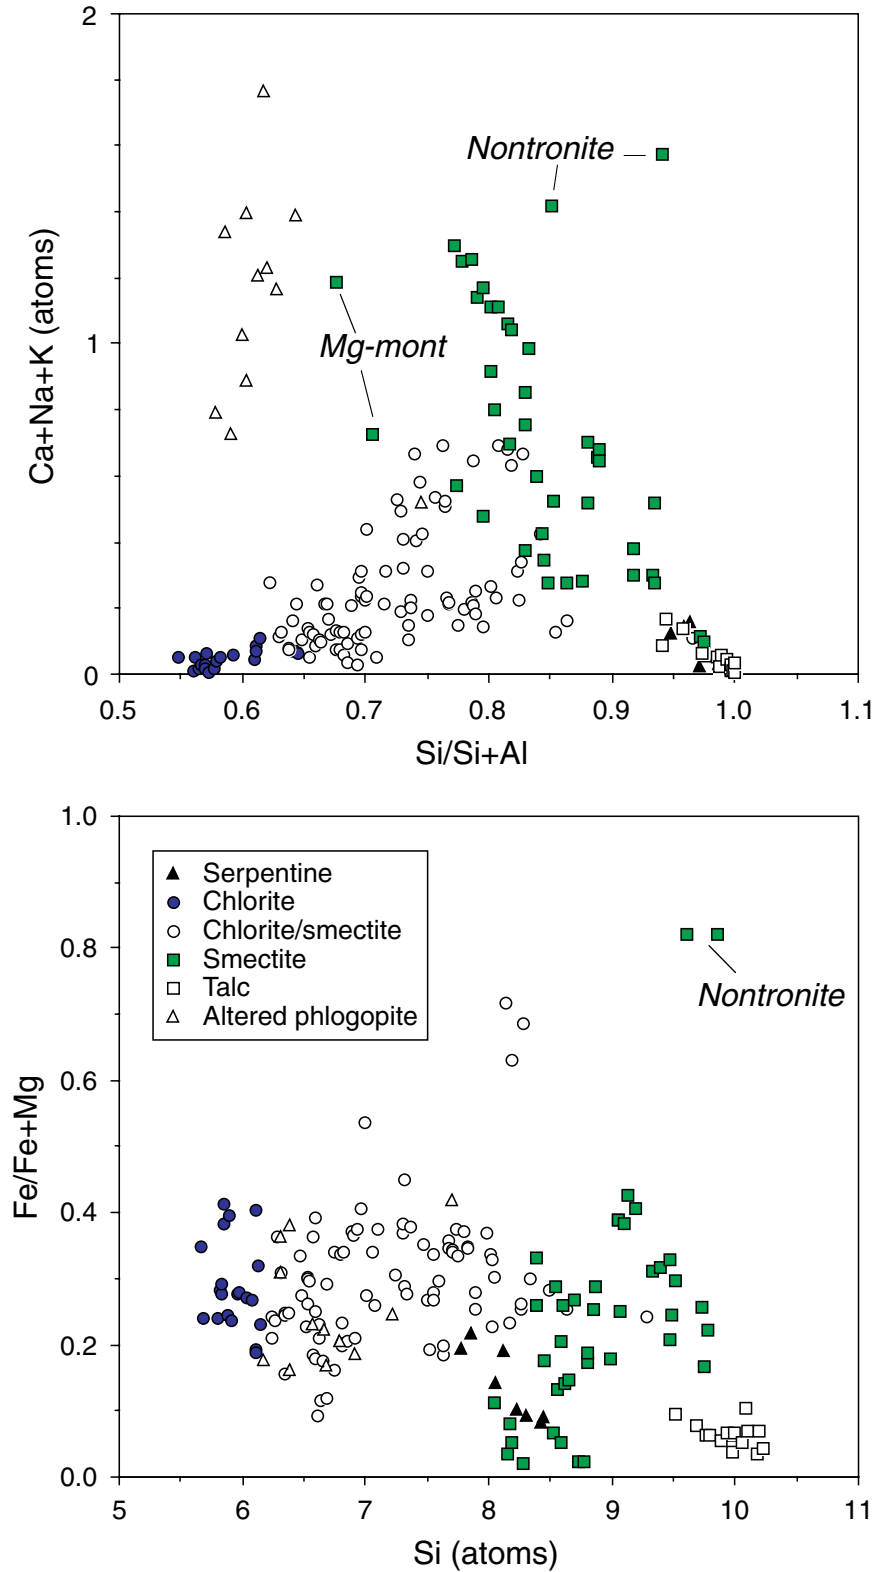 2
Nontronite
Ca+Na+K (atoms)
1
Mg-mont
0
0.5 0.6 0.7 0.8 0.9 1.0 1.1
Si/Si+Al
1.0
Serpentine
Chlorite
Chlorite/smectite
Smectite
Talc
Altered phlogopite
0.8
Nontronite
Fe/Fe+Mg
0.6
0.4
0.2
0.0
5 6 7 8 9 10 11
Si (atoms)